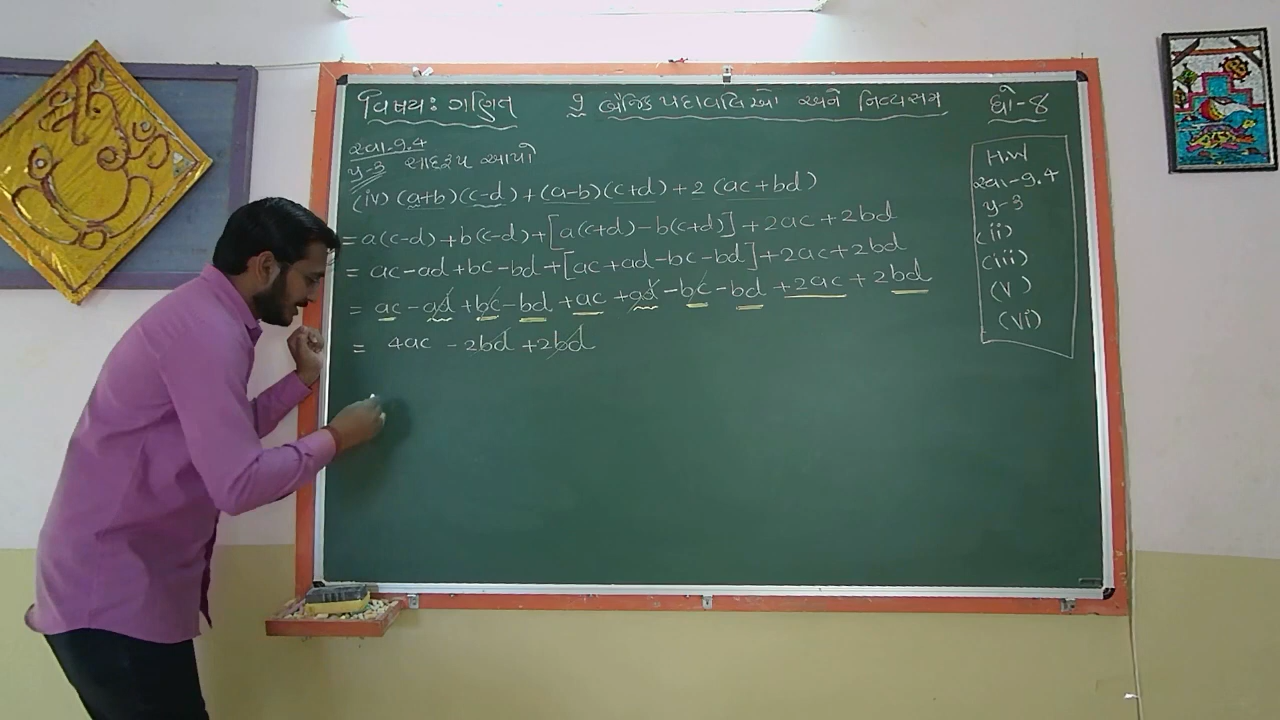 વિષય: ગણિત ૭ બૈજિક પદાવલિઓ અને નિત્યસમ ધો-૪
સ્વા-9.4
પ્ર-3 સાદુરૂપ આપો
(iv) (a+b)(c-d) + (a-b)(c+d) + 2 (ac+bd)
= a(c-d) + b(c-d) + [a(c+d) - b(c+d)] + 2ac + 2bd
= ac - ad + bc - bd + [ac + ad - bc - bd] + 2ac + 2bd
= ac - ad + bc - bd + ac + ad - bc - bd + 2ac + 2bd
= 4ac - 2bd + 2bd
H.W
સ્વા-9.4
પ્ર-3
(ii)
(iii)
(V)
(Vi)
શ્રી